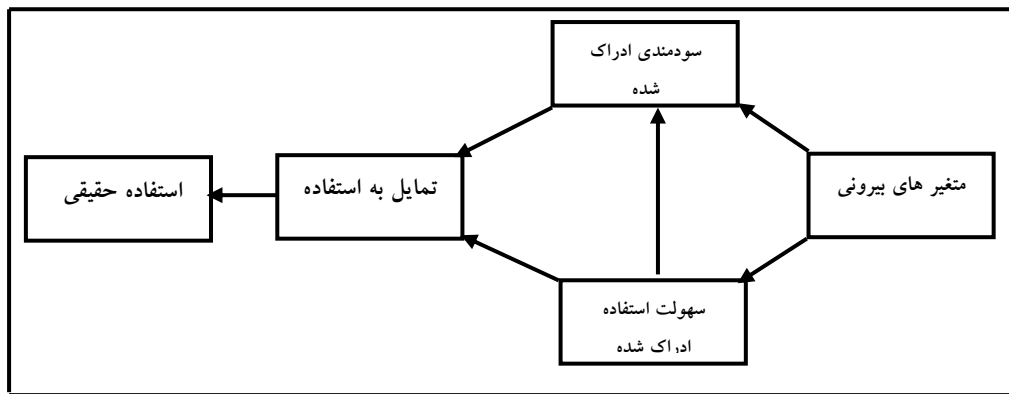 سودمندی ادراک
شده
متغیر های بیرونی
تمایل به استفاده
استفاده حقیقی
سهولت استفاده
ادراک شده